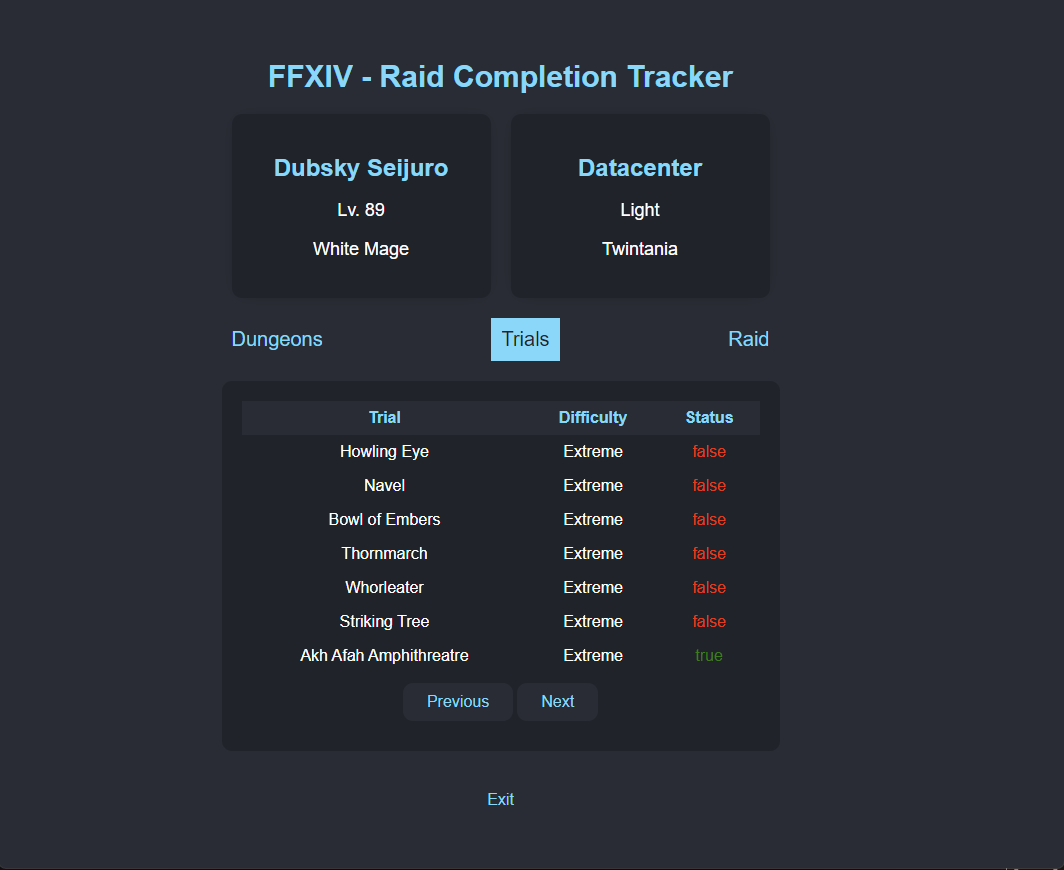 FFXIV - Raid Completion Tracker
Dubsky Seijuro
Lv. 89
White Mage
Datacenter
Light
Twintania
Dungeons Trials Raid
Trial Difficulty Status
Howling Eye Extreme false
Navel Extreme false
Bowl of Embers Extreme false
Thornmarch Extreme false
Whorleater Extreme false
Striking Tree Extreme false
Akh Afah Amphithreatre Extreme true
Previous Next
Exit